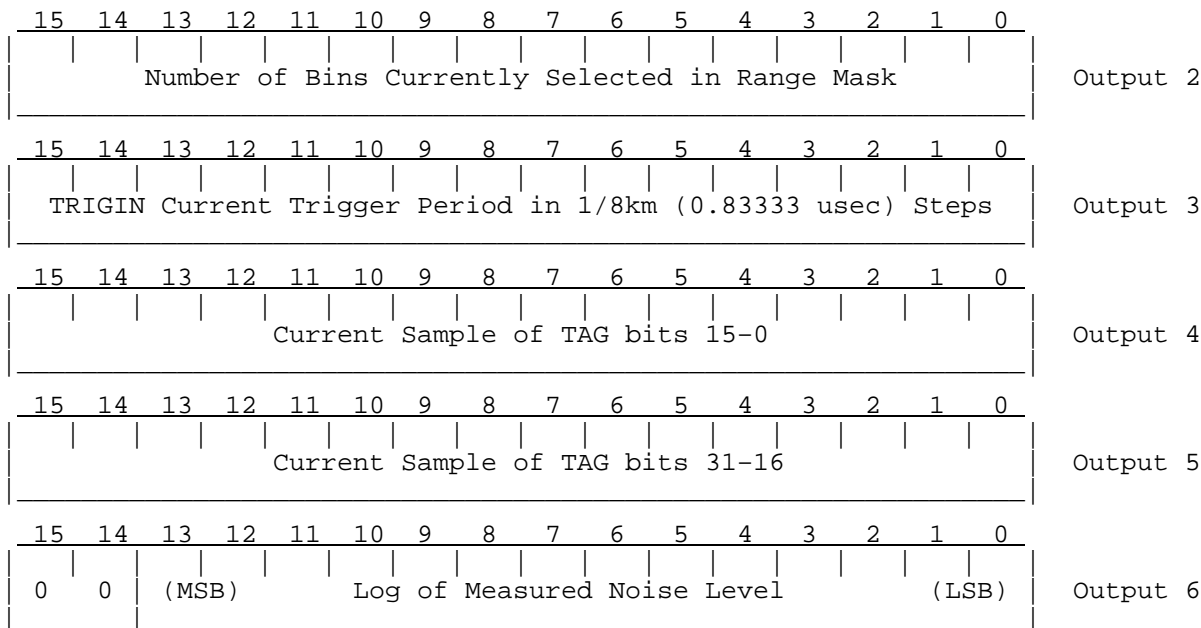 15 14 13 12 11 10 9 8 7 6 5 4 3 2 1 0
Number of Bins Currently Selected in Range Mask Output 2
15 14 13 12 11 10 9 8 7 6 5 4 3 2 1 0
TRIGIN Current Trigger Period in 1/8km (0.83333 usec) Steps Output 3
15 14 13 12 11 10 9 8 7 6 5 4 3 2 1 0
Current Sample of TAG bits 15−0 Output 4
15 14 13 12 11 10 9 8 7 6 5 4 3 2 1 0
Current Sample of TAG bits 31−16 Output 5
15 14 13 12 11 10 9 8 7 6 5 4 3 2 1 0
0 0 (MSB) Log of Measured Noise Level (LSB) Output 6